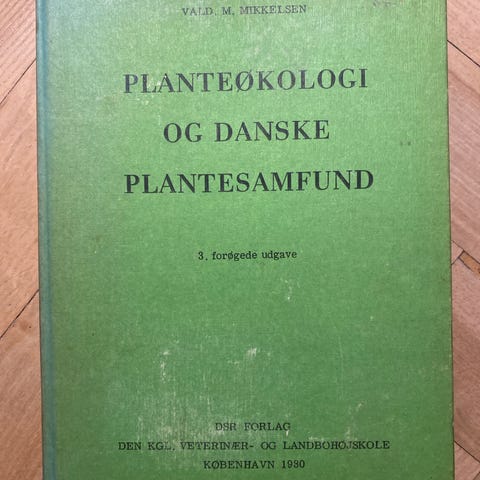 VALD. M. MIKKELSEN
PLANTEØKOLOGI
OG DANSKE
PLANTESAMFUND
3. forøgede udgave
DSR FORLAG
DEN KGL. VETERINÆR- OG LANDBOHØJSKOLE
KØBENHAVN 1980